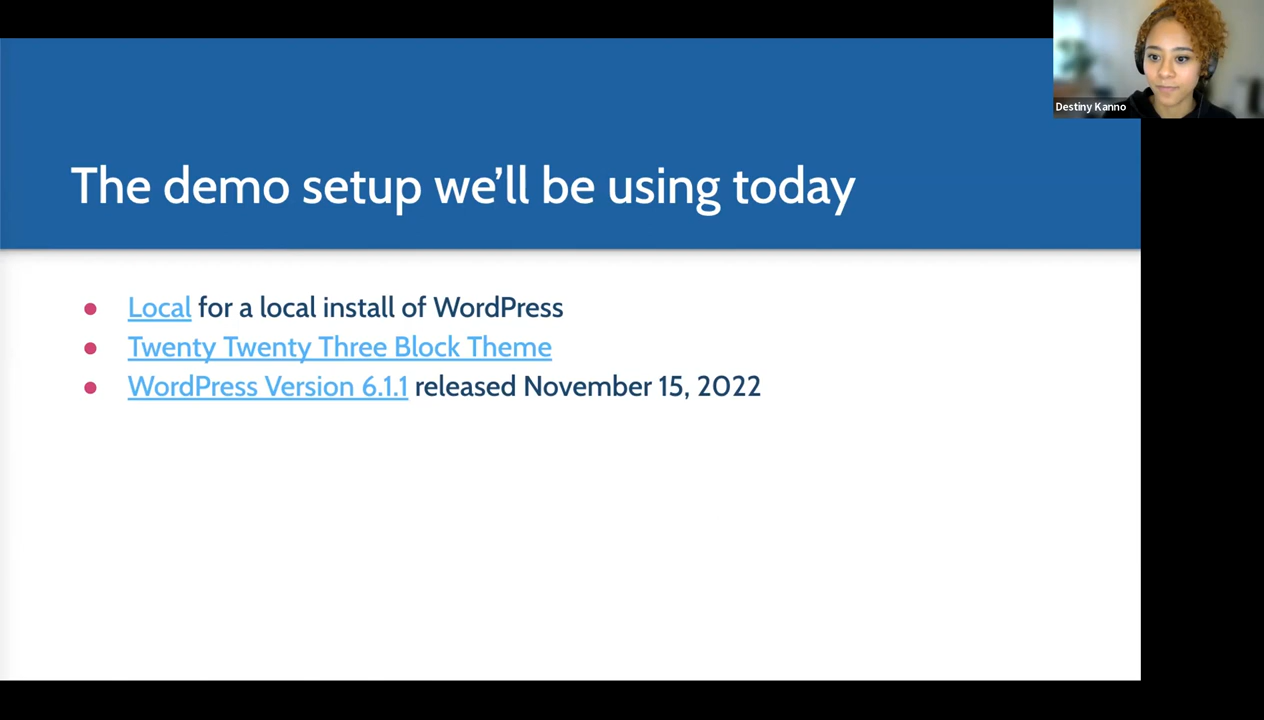 Destiny Kanno
The demo setup we'll be using today
Local for a local install of WordPress
Twenty Twenty Three Block Theme
WordPress Version 6.1.1 released November 15, 2022